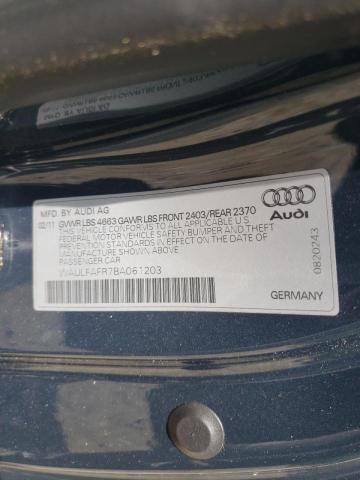 MFD. BY AUDI AG
02/11 GVWR LBS 4663 GAWR LBS FRONT 2403/REAR 2370
THIS VEHICLE CONFORMS TO ALL APPLICABLE U.S.
FEDERAL MOTOR VEHICLE SAFETY BUMPER AND THEFT
PREVENTION STANDARDS IN EFFECT ON THE DATE OF
MANUFACTURE SHOWN ABOVE
PASSENGER CAR
WAULFAFR7BA061203
Audi
0820243
GERMANY